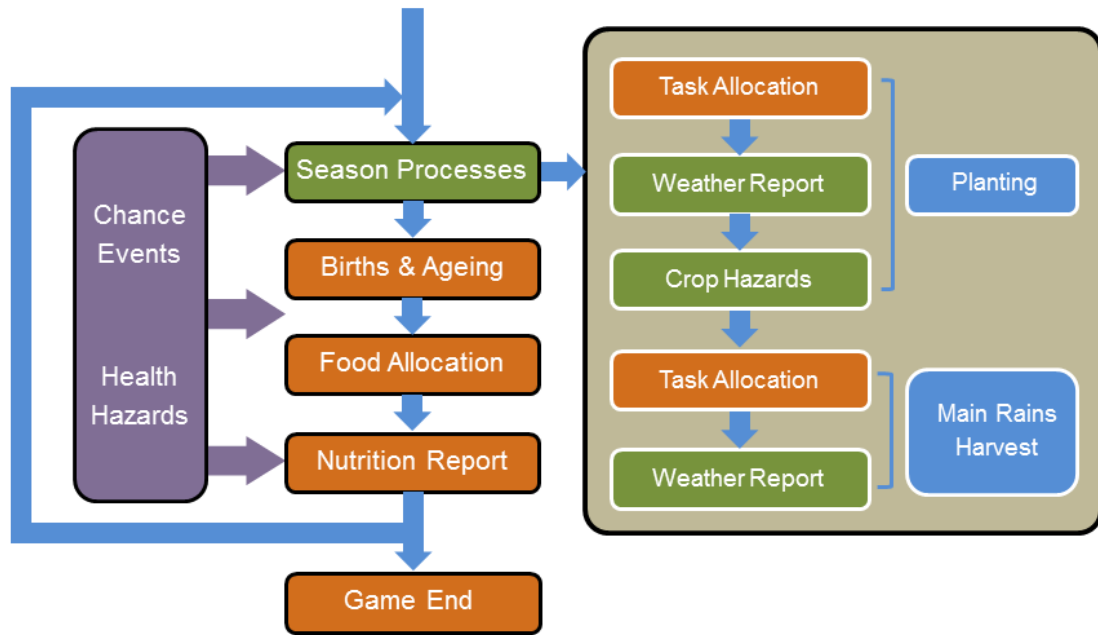 Chance
Events
Health
Hazards
Season Processes
Births & Ageing
Food Allocation
Nutrition Report
Game End
Task Allocation
Weather Report
Crop Hazards
Task Allocation
Weather Report
Planting
Main Rains
Harvest